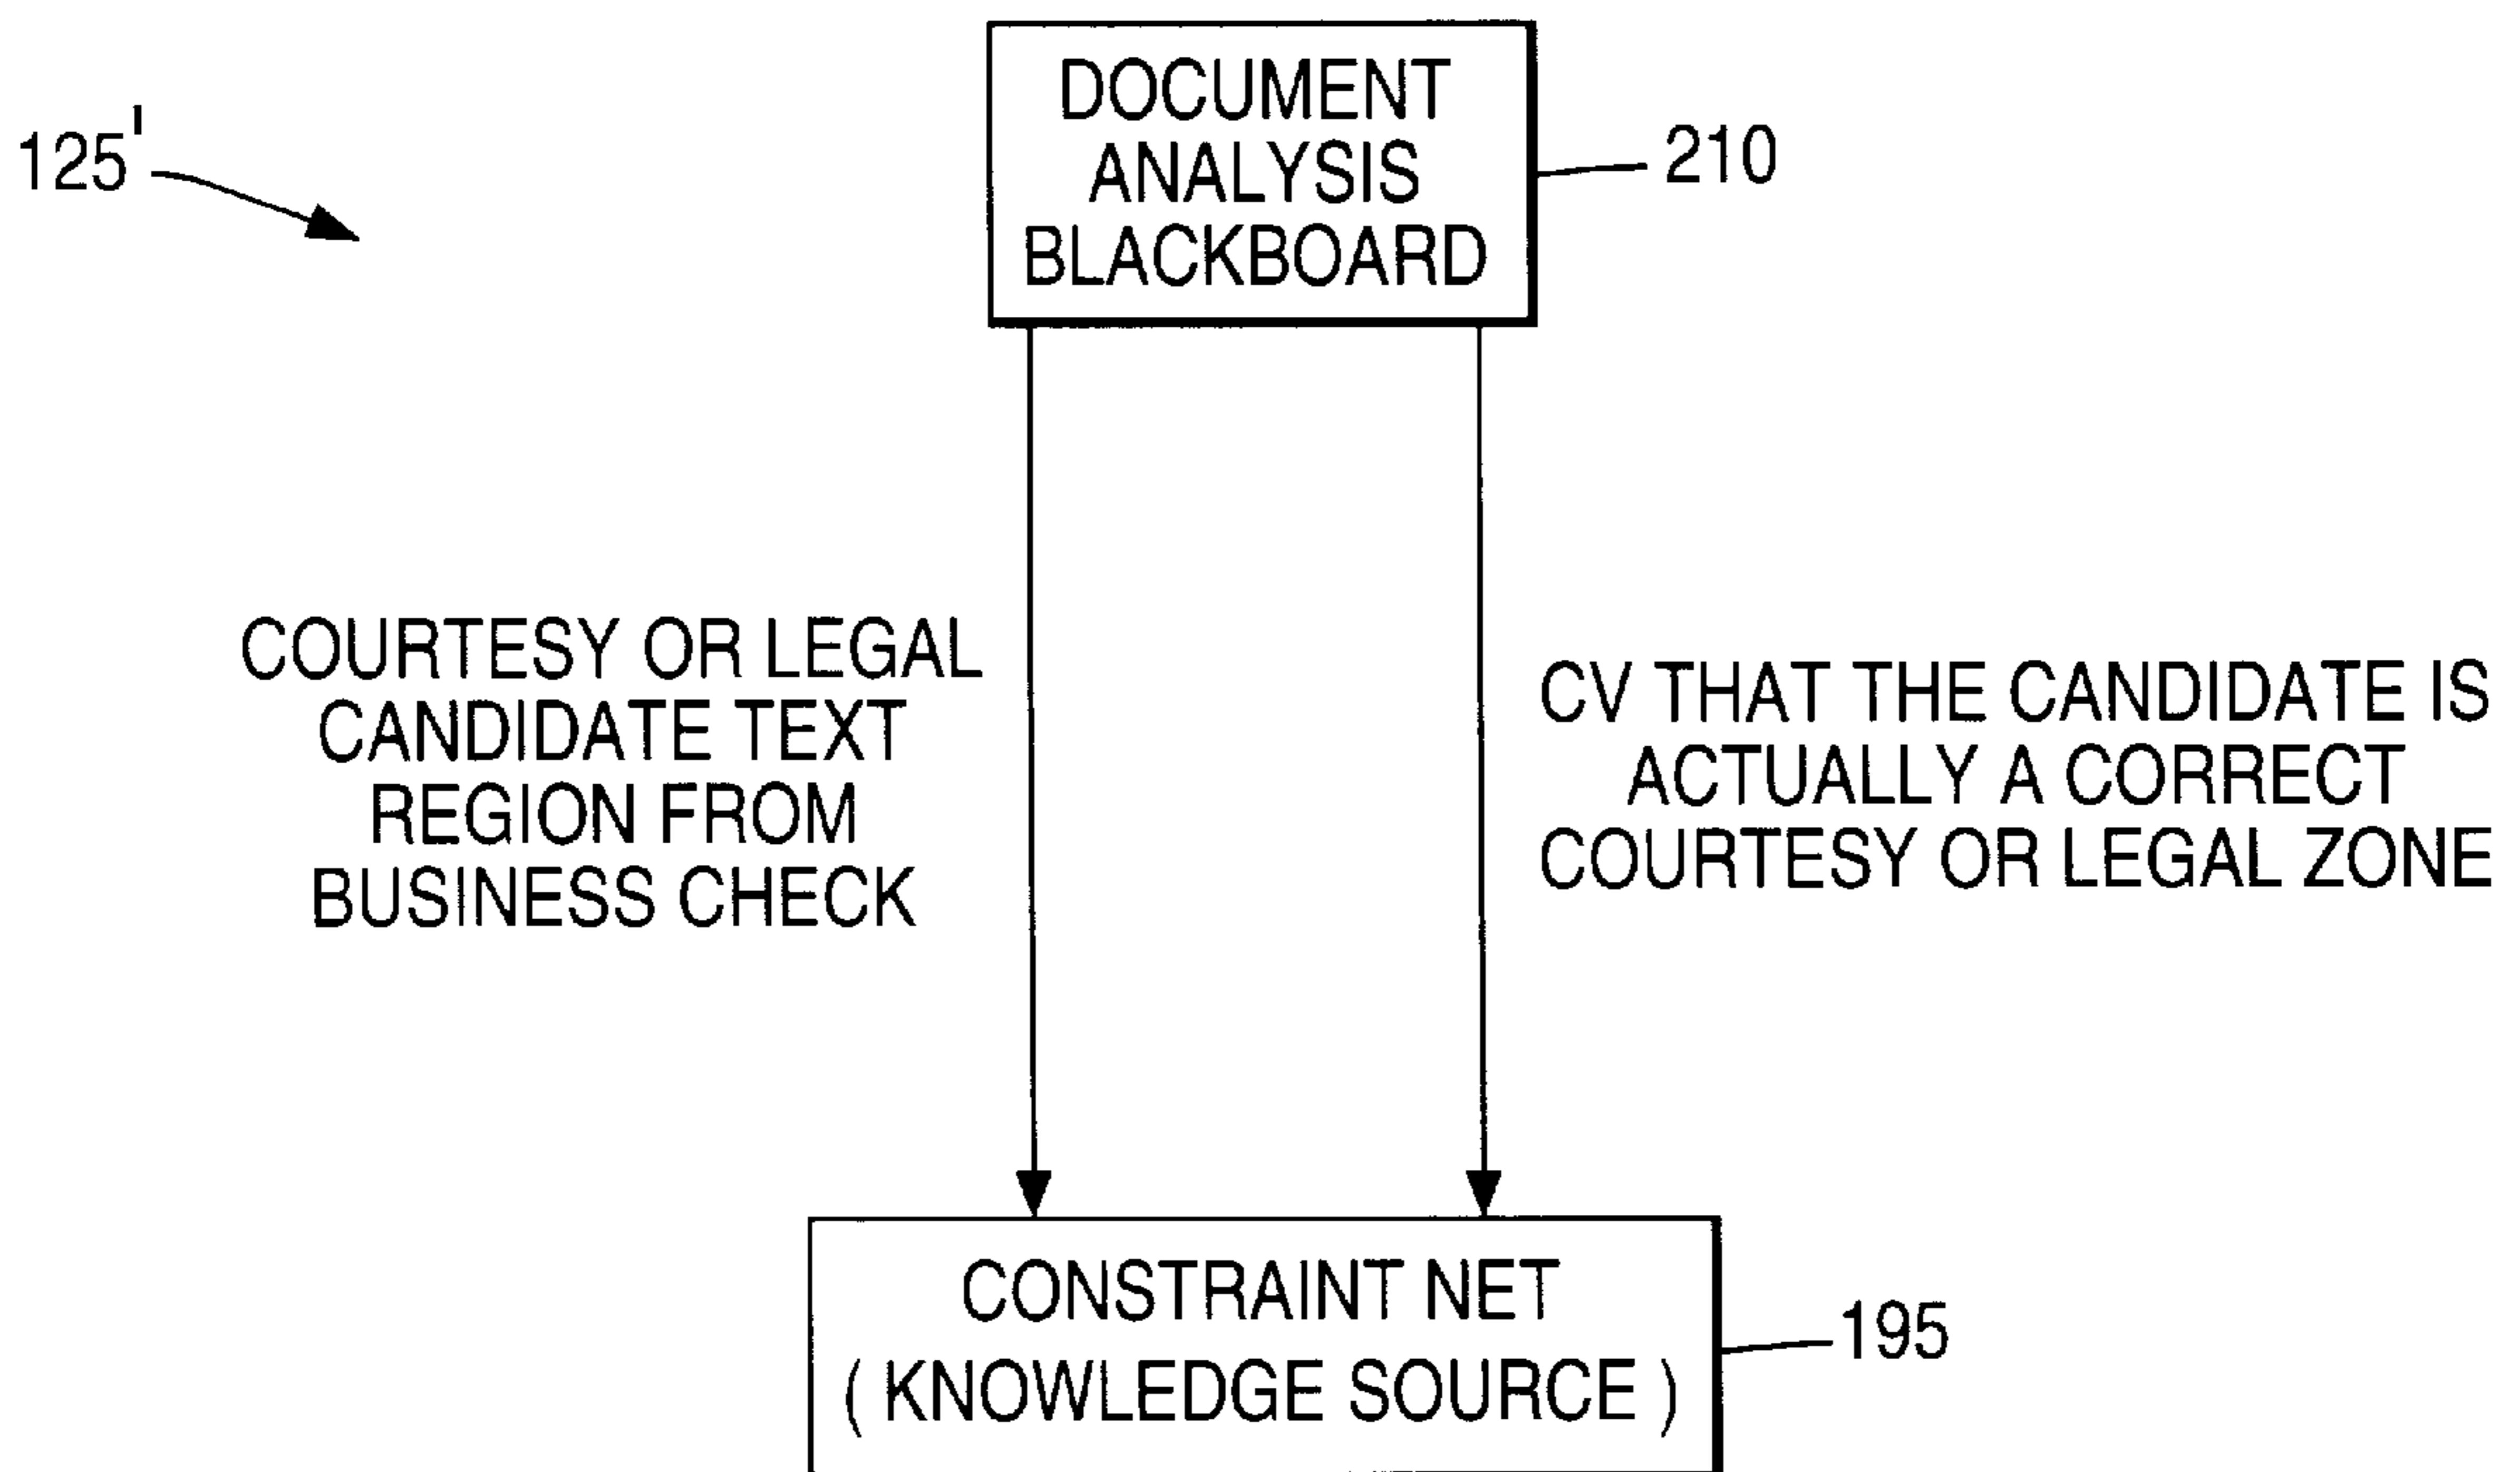 DOCUMENT
ANALYSIS
BLACKBOARD
125'
210
COURTESY OR LEGAL
CANDIDATE TEXT
REGION FROM
BUSINESS CHECK
CV THAT THE CANDIDATE IS
ACTUALLY A CORRECT
COURTESY OR LEGAL ZONE
CONSTRAINT NET
( KNOWLEDGE SOURCE )
195